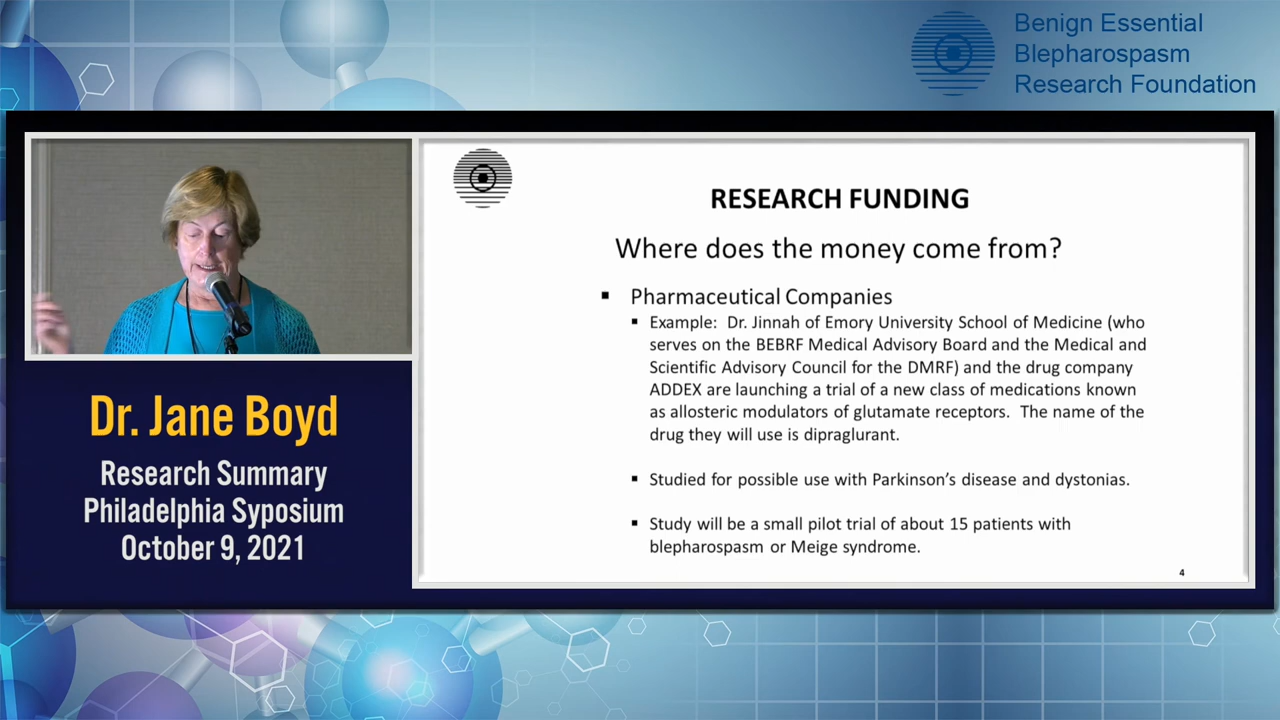 Benign Essential
Blepharospasm
Research Foundation
RESEARCH FUNDING
Where does the money come from?
▪ Pharmaceutical Companies
▪ Example: Dr. Jinnah of Emory University School of Medicine (who
serves on the BEBRF Medical Advisory Board and the Medical and
Scientific Advisory Council for the DMRF) and the drug company
ADDEX are launching a trial of a new class of medications known
as allosteric modulators of glutamate receptors. The name of the
drug they will use is dipraglurant.
▪ Studied for possible use with Parkinson's disease and dystonias.
▪ Study will be a small pilot trial of about 15 patients with
blepharospasm or Meige syndrome.
4
Dr. Jane Boyd
Research Summary
Philadelphia Syposium
October 9, 2021